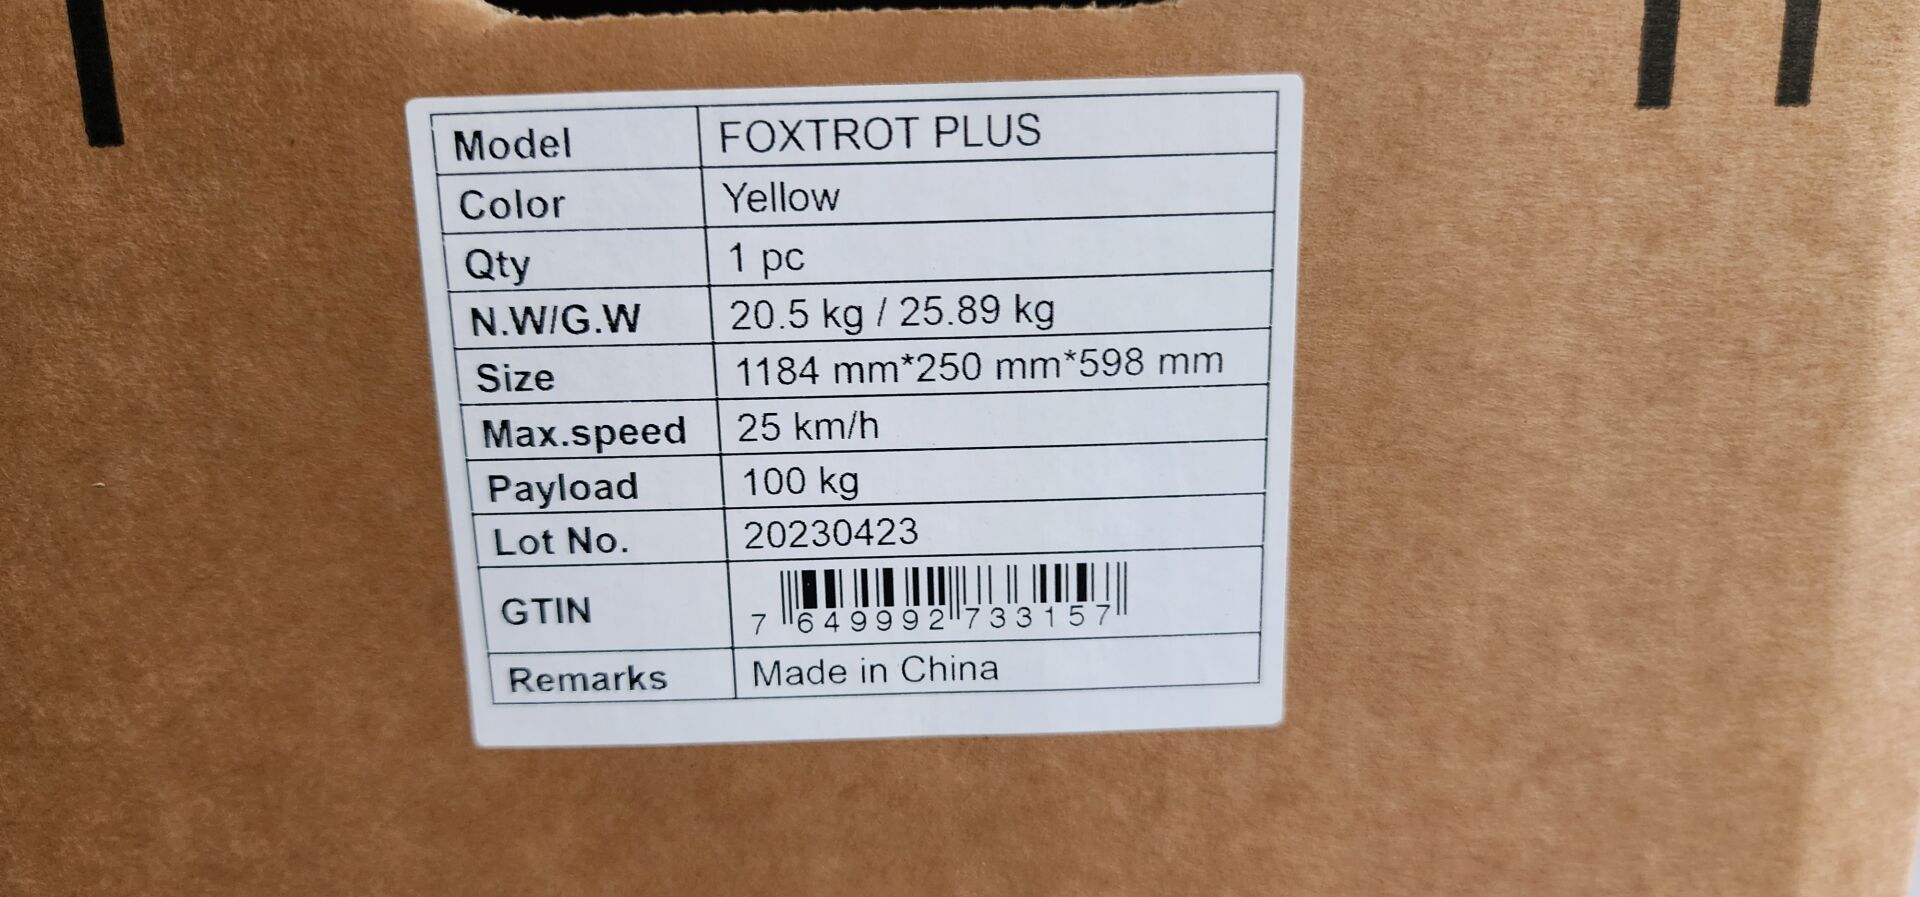 Model FOXTROT PLUS
Color Yellow
Qty 1 pc
N.W/G.W 20.5 kg / 25.89 kg
Size 1184 mm*250 mm*598 mm
Max.speed 25 km/h
Payload 100 kg
Lot No. 20230423
GTIN 7 649992 733157
Remarks Made in China